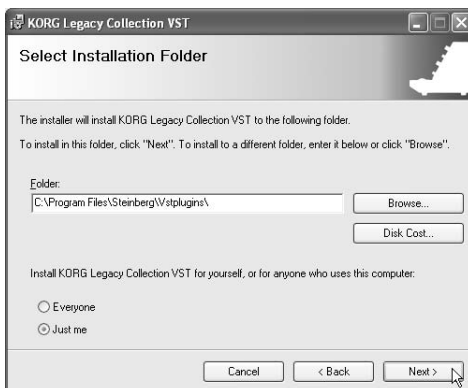 KORG Legacy Collection VST
Select Installation Folder
The installer will install KORG Legacy Collection VST to the following folder.
To install in this folder, click "Next". To install to a different folder, enter it below or click "Browse".
Folder:
C:\Program Files\Steinberg\Vstplugins\
Browse...
Disk Cost...
Install KORG Legacy Collection VST for yourself, or for anyone who uses this computer:
Everyone
Just me
Cancel
< Back
Next >